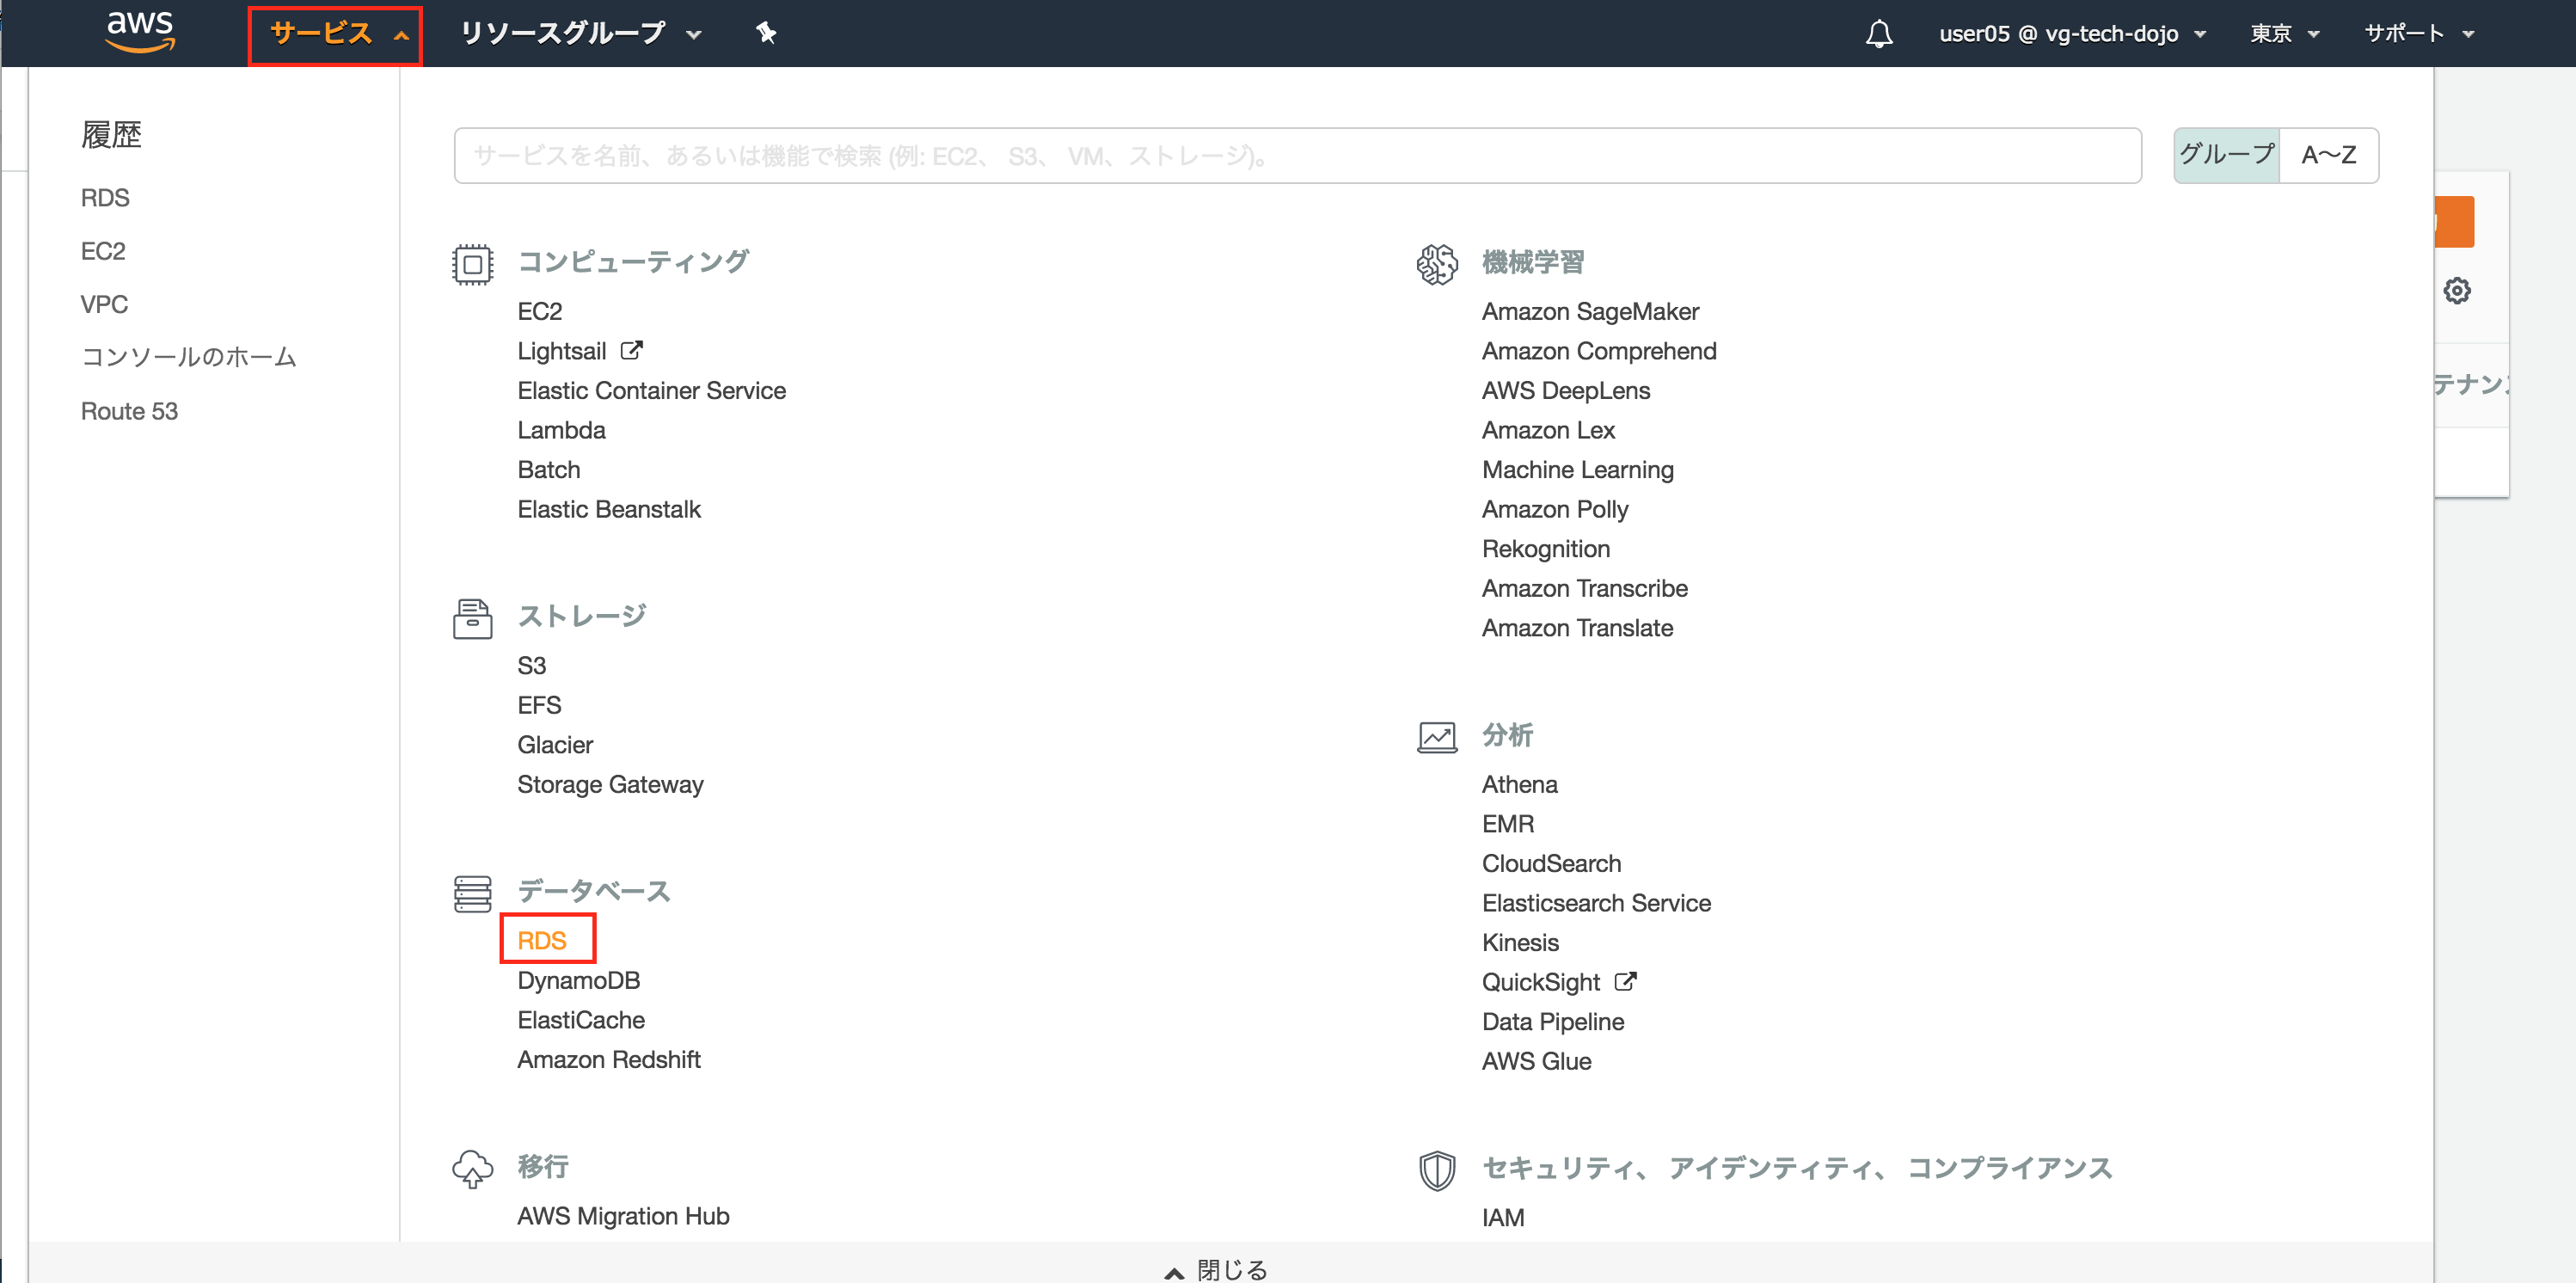 aws
サービス
リソースグループ
user05 @ vg-tech-dojo
東京
サポート
履歴
RDS
EC2
VPC
コンソールのホーム
Route 53
サービスを名前、あるいは機能で検索 (例: EC2、 S3、 VM、ストレージ)。
グループ
A〜Z
コンピューティング
EC2
Lightsail
Elastic Container Service
Lambda
Batch
Elastic Beanstalk
ストレージ
S3
EFS
Glacier
Storage Gateway
データベース
RDS
DynamoDB
ElastiCache
Amazon Redshift
移行
AWS Migration Hub
機械学習
Amazon SageMaker
Amazon Comprehend
AWS DeepLens
Amazon Lex
Machine Learning
Amazon Polly
Rekognition
Amazon Transcribe
Amazon Translate
分析
Athena
EMR
CloudSearch
Elasticsearch Service
Kinesis
QuickSight
Data Pipeline
AWS Glue
セキュリティ、 アイデンティティ、 コンプライアンス
IAM
テナン
閉じる